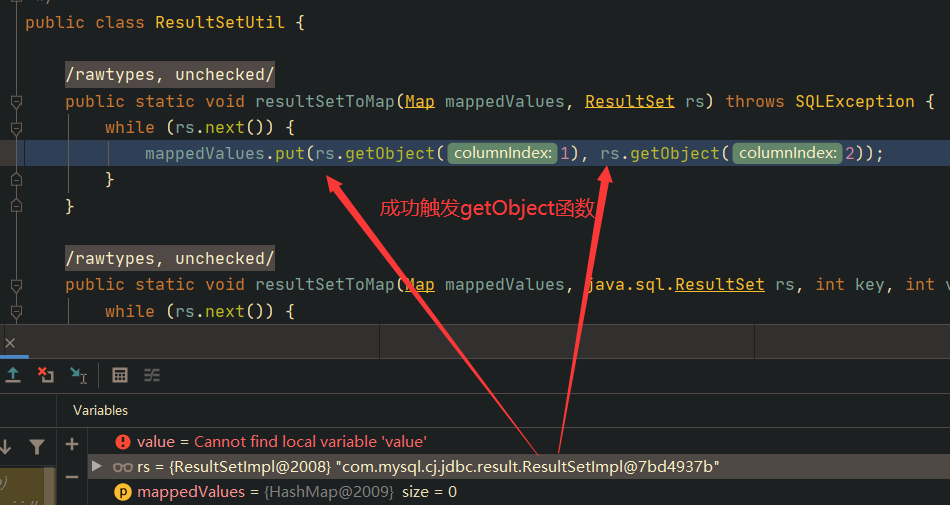 public class ResultSetUtil {
/rawtypes, unchecked/
public static void resultSetToMap(Map mappedValues, ResultSet rs) throws SQLException {
while (rs.next()) {
mappedValues.put(rs.getObject( columnIndex: 1), rs.getObject( columnIndex: 2));
}
}
成功触发getObject函数
/rawtypes, unchecked/
public static void resultSetToMap(Map mappedValues, java.sql.ResultSet rs, int key, int v
while (rs.next()) {
Variables
value = Cannot find local variable 'value'
rs = {ResultSetImpl@2008} "com.mysql.cj.jdbc.result.ResultSetImpl@7bd4937b"
mappedValues = {HashMap@2009} size = 0